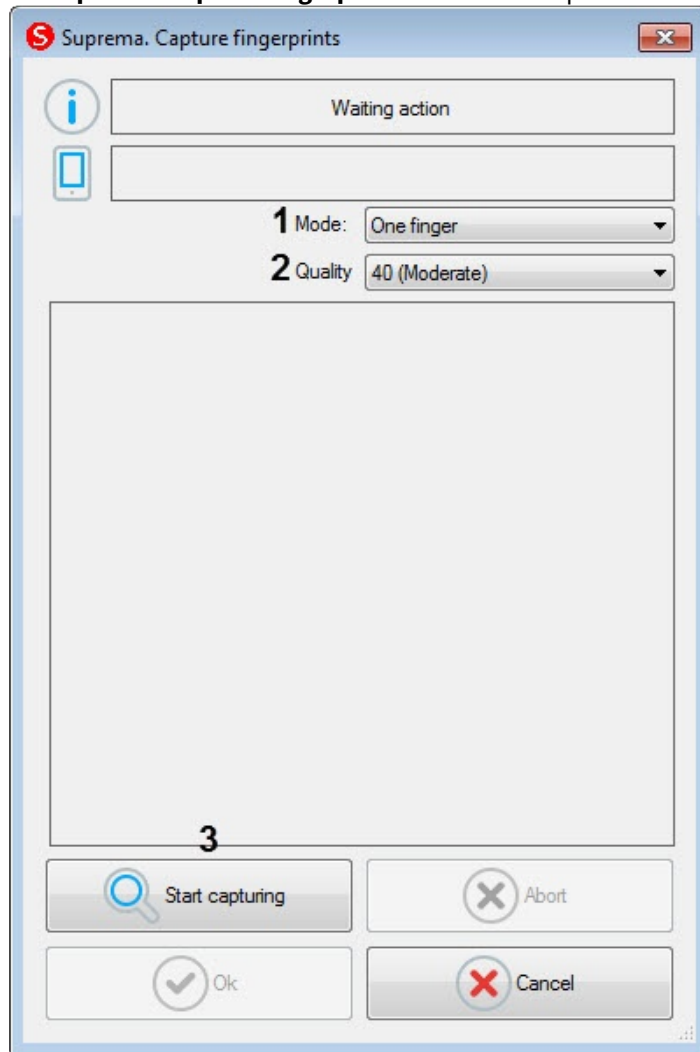 Suprema. Capture fingerprints
Waiting action
1 Mode: One finger
2 Quality 40 (Moderate)
3
Start capturing Abort
Ok Cancel